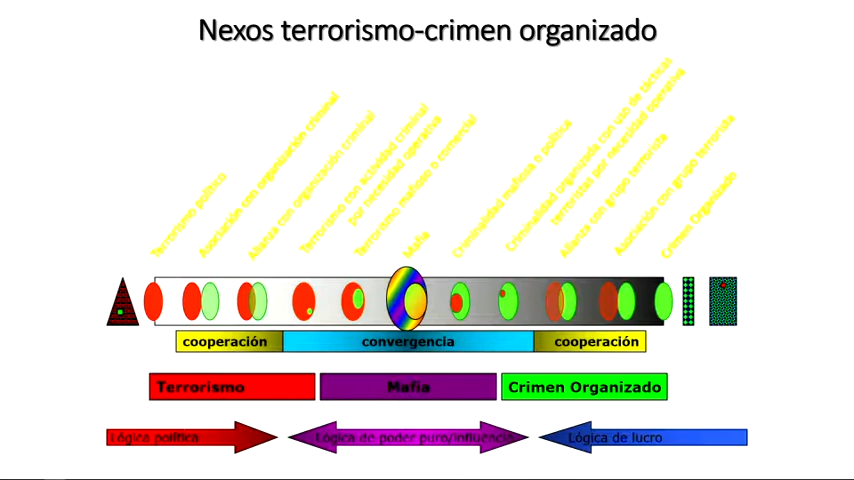 Nexos terrorismo-crimen organizado
Terrorismo político
Asociación con organización criminal
Alianza con organización criminal
Terrorismo con actividad criminal
por necesidad operativa
Terrorismo mafioso o comercial
Mafia
Criminalidad mafiosa o política
Criminalidad organizada con uso de tácticas
terroristas por necesidad operativa
Alianza con grupo terrorista
Asociación con grupo terrorista
Crimen Organizado
cooperación
convergencia
cooperación
Terrorismo
Mafia
Crimen Organizado
Lógica política
Lógica de poder puro/influencia
Lógica de lucro